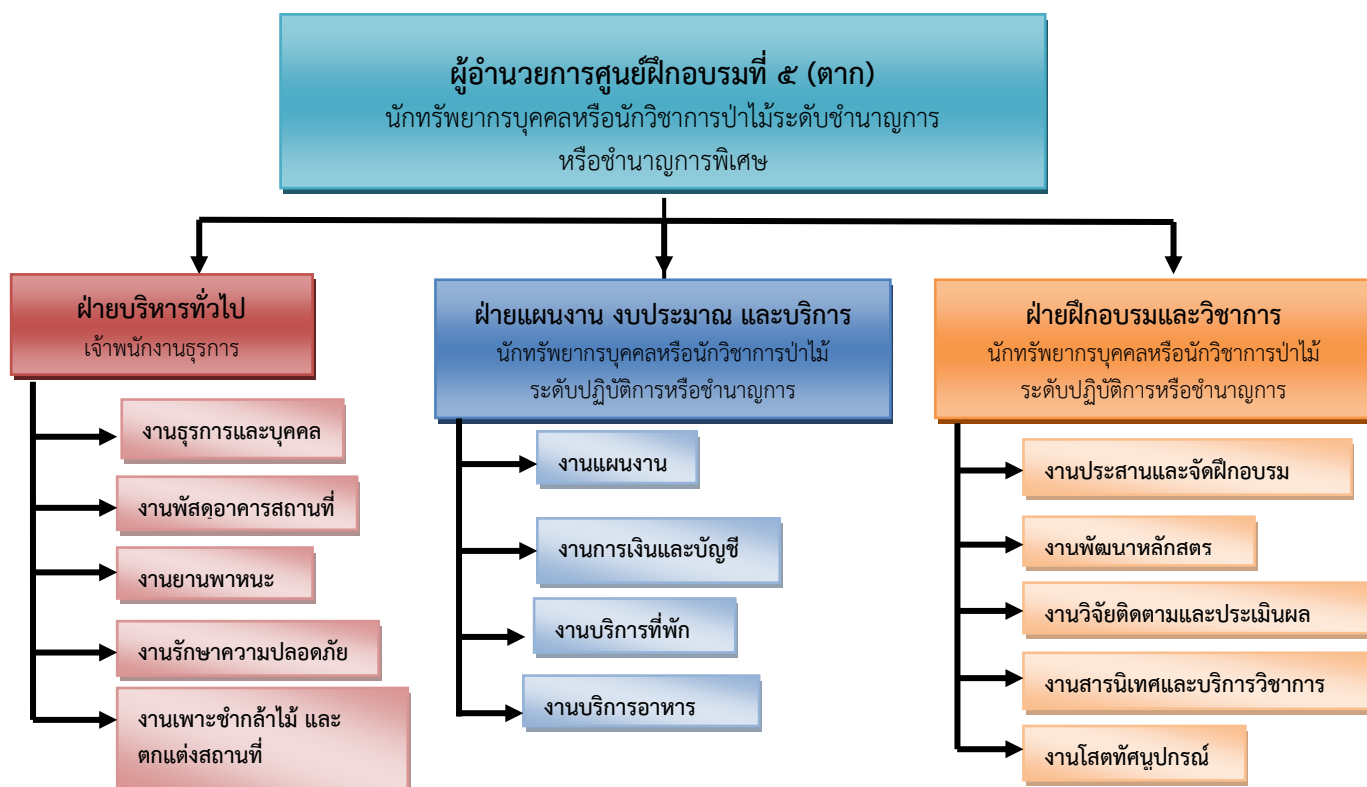 ผู้อำนวยการศูนย์ฝึกอบรมที่ ๕ (ตาก)
นักทรัพยากรบุคคลหรือนักวิชาการป่าไม้ระดับชำนาญการ
หรือชำนาญการพิเศษ
ฝ่ายบริหารทั่วไป
เจ้าพนักงานธุรการ
งานธุรการและบุคคล
งานพัสดุอาคารสถานที่
งานยานพาหนะ
งานรักษาความปลอดภัย
งานเพาะชำกล้าไม้ และ
ตกแต่งสถานที่
ฝ่ายแผนงาน งบประมาณ และบริการ
นักทรัพยากรบุคคลหรือนักวิชาการป่าไม้
ระดับปฏิบัติการหรือชำนาญการ
งานแผนงาน
งานการเงินและบัญชี
งานบริการที่พัก
งานบริการอาหาร
ฝ่ายฝึกอบรมและวิชาการ
นักทรัพยากรบุคคลหรือนักวิชาการป่าไม้
ระดับปฏิบัติการหรือชำนาญการ
งานประสานและจัดฝึกอบรม
งานพัฒนาหลักสูตร
งานวิจัยติดตามและประเมินผล
งานสารนิเทศและบริการวิชาการ
งานโสตทัศนูปกรณ์